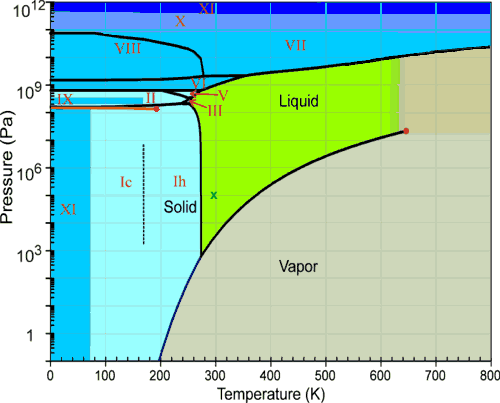 10¹² XI
X
VIII VII
10⁹ VI
IX II V
III Liquid
10⁶
Pressure (Pa)
Ic Ih
XI Solid x
10³
Vapor
1
0 100 200 300 400 500 600 700 800
Temperature (K)